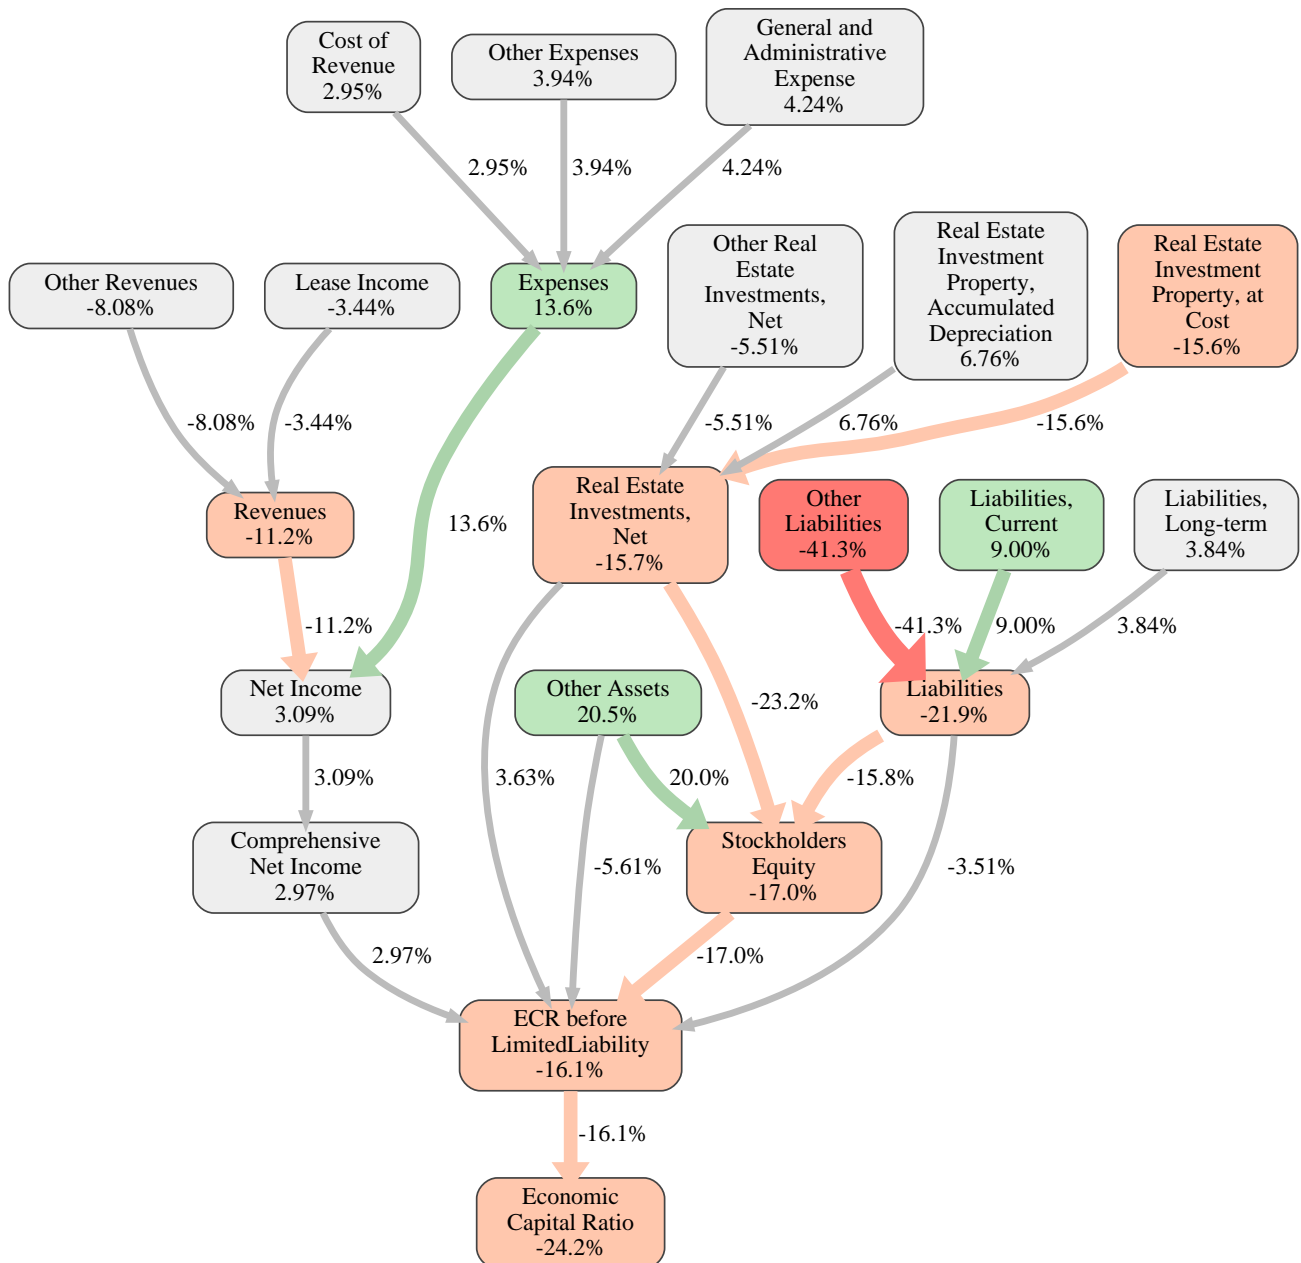 Cost of
Revenue
2.95%
Other Expenses
3.94%
General and
Administrative
Expense
4.24%
2.95%
3.94%
4.24%
Other Revenues
-8.08%
Lease Income
-3.44%
Expenses
13.6%
Other Real
Estate
Investments,
Net
-5.51%
Real Estate
Investment
Property,
Accumulated
Depreciation
6.76%
Real Estate
Investment
Property, at
Cost
-15.6%
-8.08%
-3.44%
-5.51%
6.76%
-15.6%
Revenues
-11.2%
13.6%
Real Estate
Investments,
Net
-15.7%
Other
Liabilities
-41.3%
Liabilities,
Current
9.00%
Liabilities,
Long-term
3.84%
-11.2%
-41.3%
9.00%
3.84%
Net Income
3.09%
Other Assets
20.5%
-23.2%
Liabilities
-21.9%
3.09%
3.63%
20.0%
-15.8%
Comprehensive
Net Income
2.97%
-5.61%
Stockholders
Equity
-17.0%
-3.51%
2.97%
-17.0%
ECR before
LimitedLiability
-16.1%
-16.1%
Economic
Capital Ratio
-24.2%